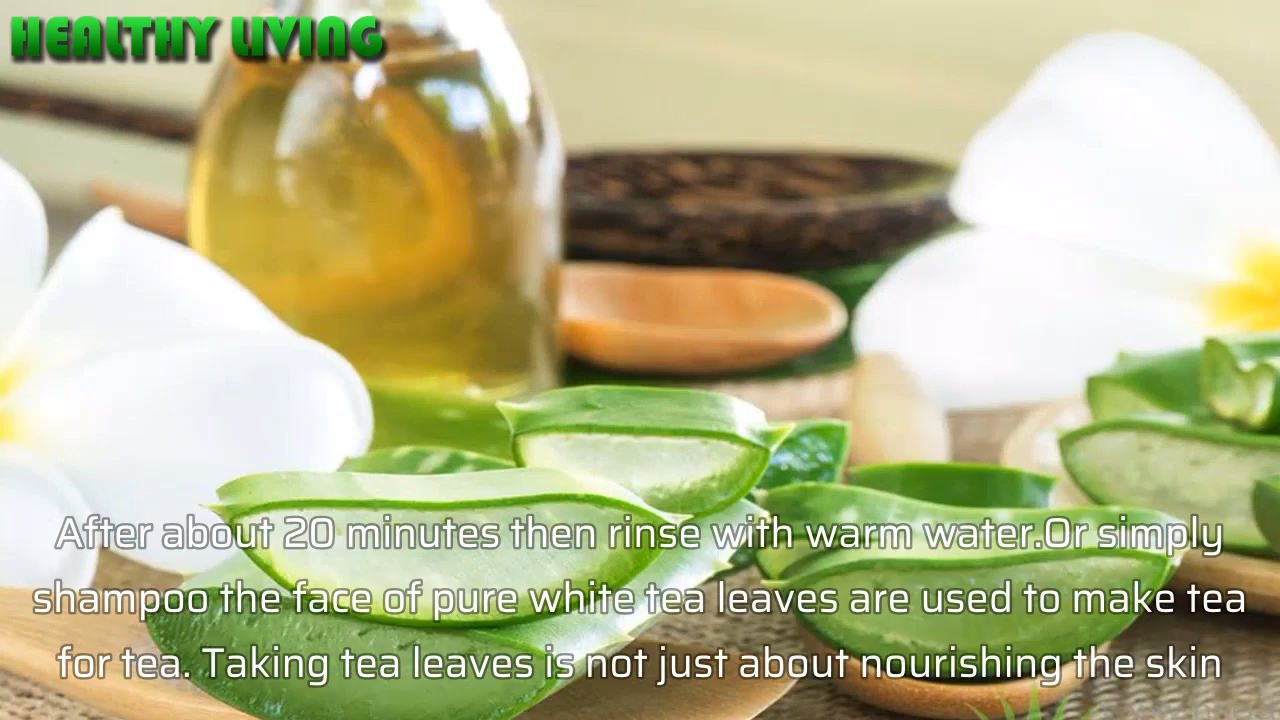 HEALTHY LIVING
After about 20 minutes then rinse with warm water.Or simply
shampoo the face of pure white tea leaves are used to make tea
for tea. Taking tea leaves is not just about nourishing the skin